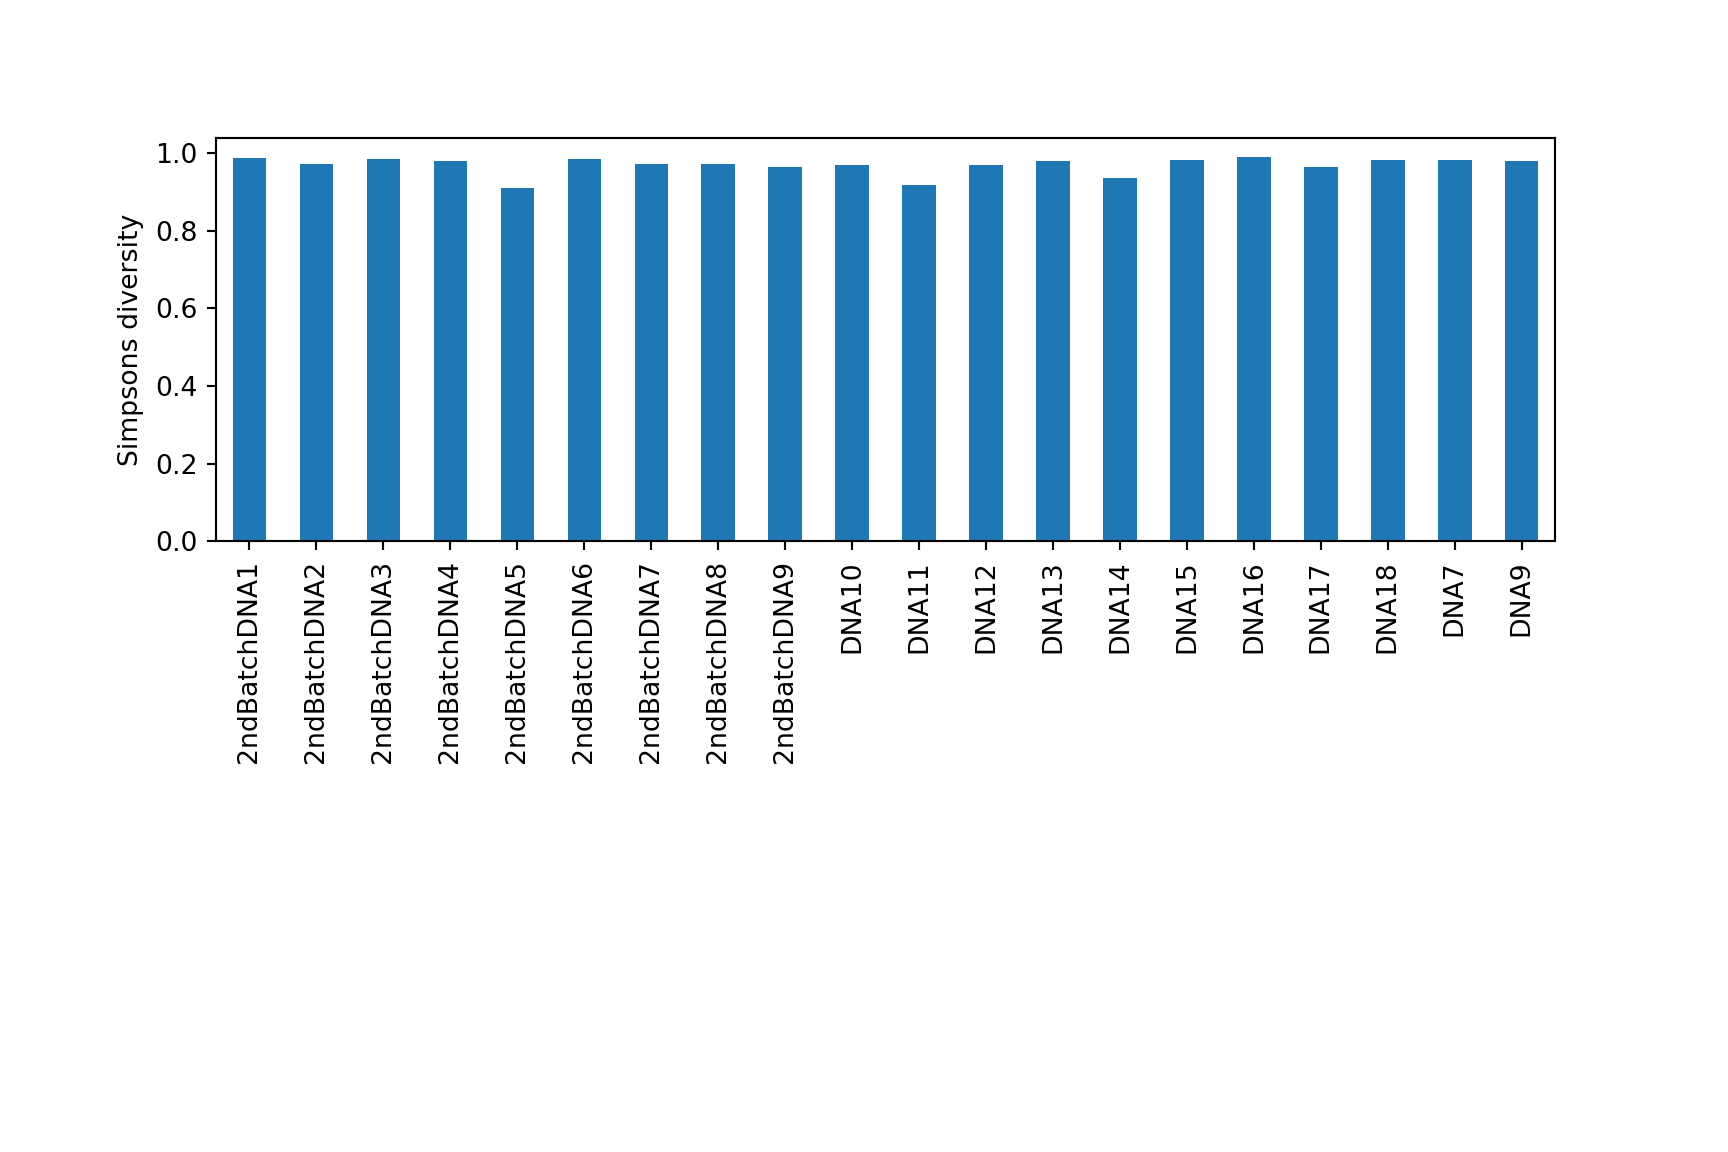 Simpsons diversity
1.0
0.8
0.6
0.4
0.2
0.0
2ndBatchDNA1
2ndBatchDNA2
2ndBatchDNA3
2ndBatchDNA4
2ndBatchDNA5
2ndBatchDNA6
2ndBatchDNA7
2ndBatchDNA8
2ndBatchDNA9
DNA10
DNA11
DNA12
DNA13
DNA14
DNA15
DNA16
DNA17
DNA18
DNA7
DNA9